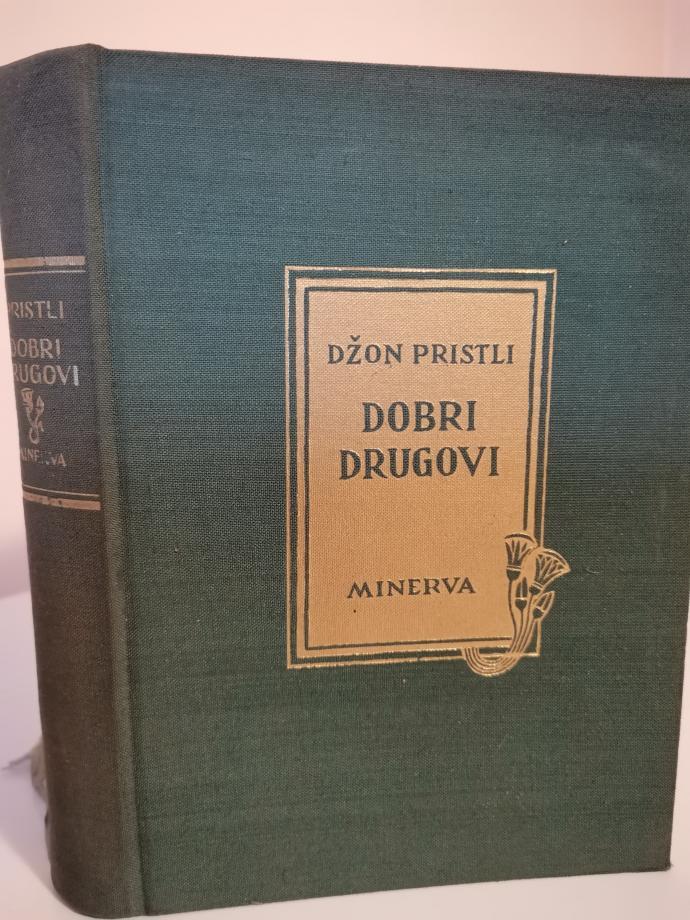 PRISTLI
DOBRI
DRUGOVI
MINERVA
DŽON PRISTLI
DOBRI
DRUGOVI
MINERVA